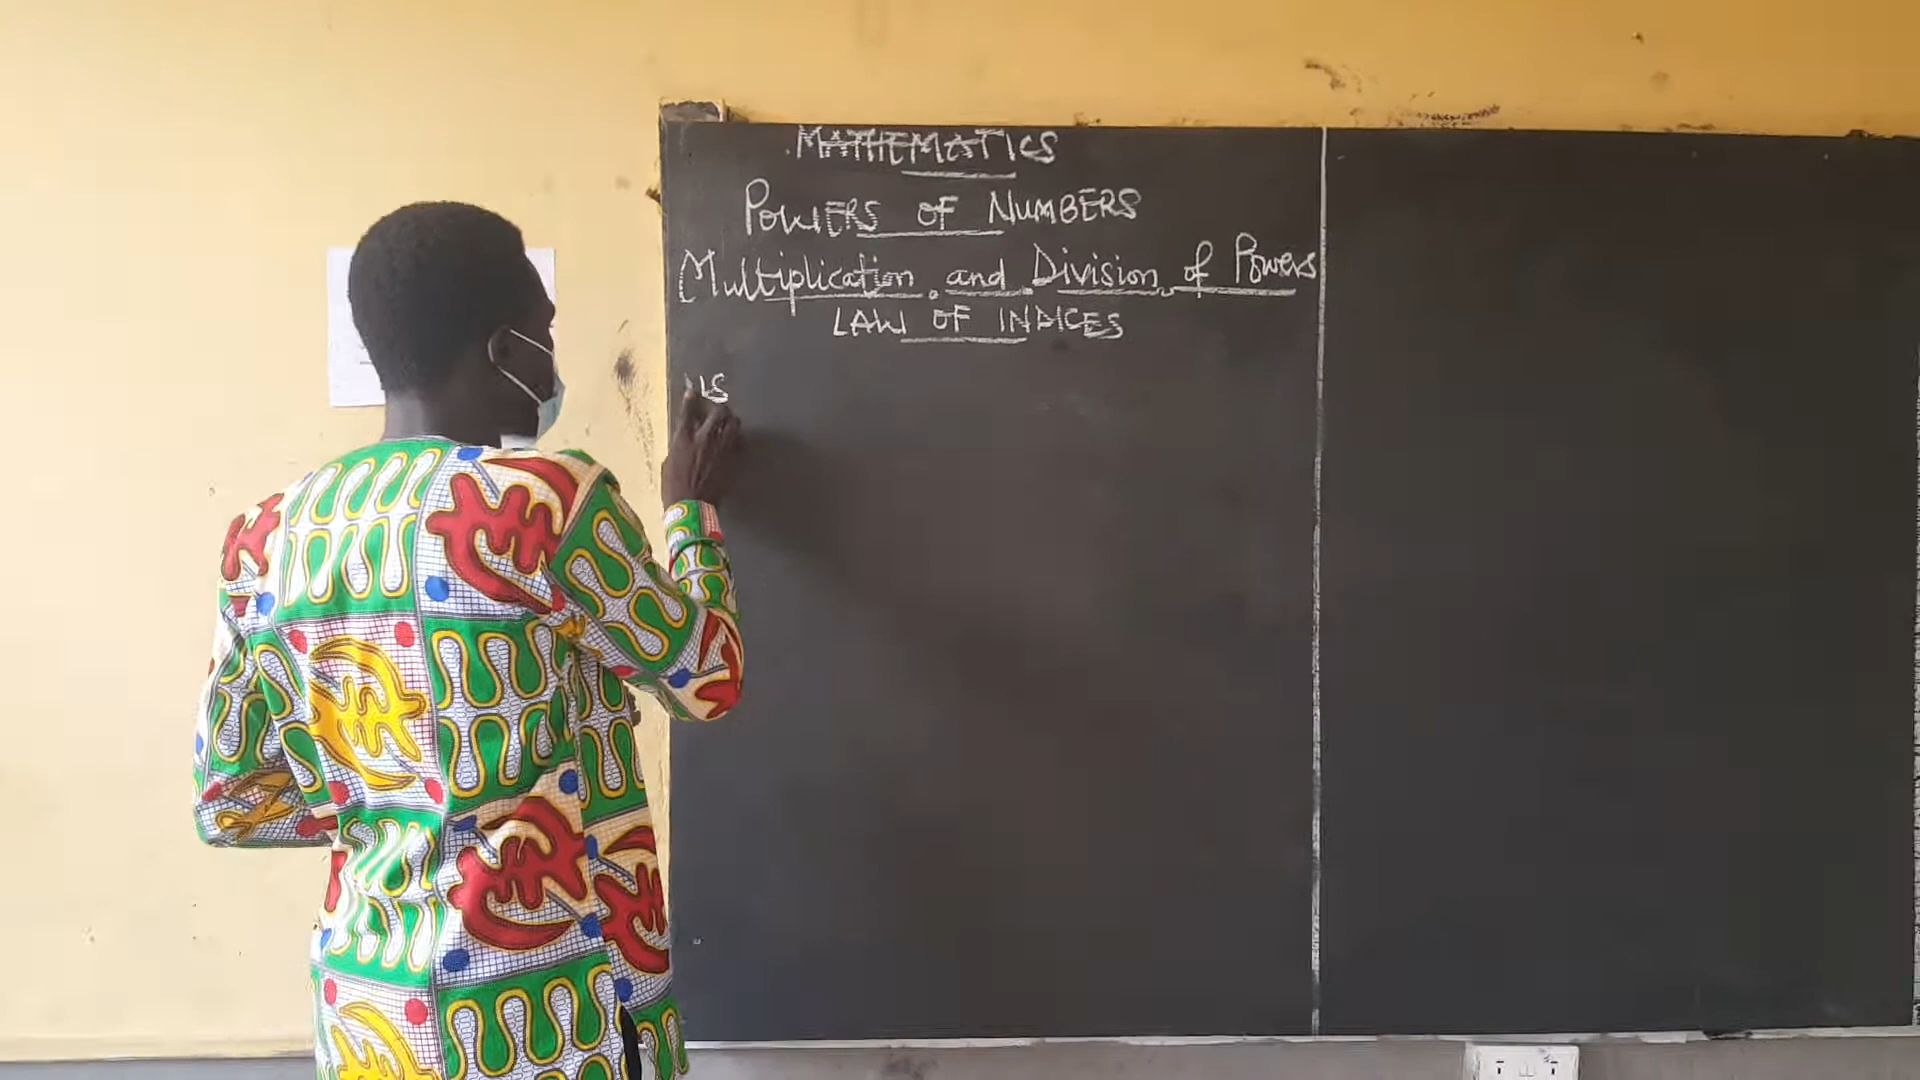 MATHEMATICS
POWERS OF NUMBERS
Multiplication and Division of Powers
LAW OF INDICES